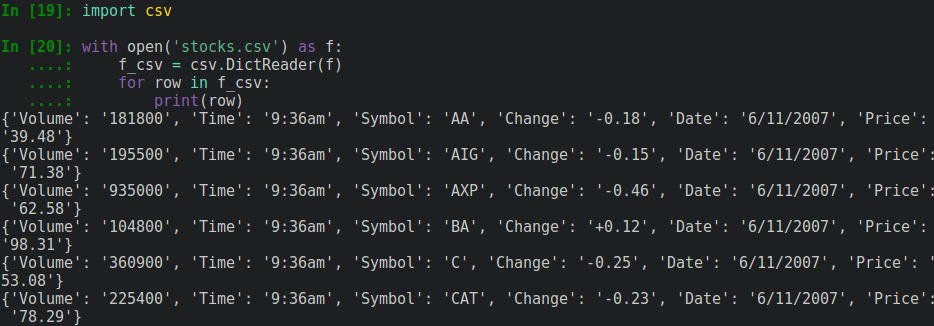 In [19]: import csv
In [20]: with open('stocks.csv') as f:
....: f_csv = csv.DictReader(f)
....: for row in f_csv:
....: print(row)
{'Volume': '181800', 'Time': '9:36am', 'Symbol': 'AA', 'Change': '-0.18', 'Date': '6/11/2007', 'Price':
'39.48'}
{'Volume': '195500', 'Time': '9:36am', 'Symbol': 'AIG', 'Change': '-0.15', 'Date': '6/11/2007', 'Price':
'71.38'}
{'Volume': '935000', 'Time': '9:36am', 'Symbol': 'AXP', 'Change': '-0.46', 'Date': '6/11/2007', 'Price':
'62.58'}
{'Volume': '104800', 'Time': '9:36am', 'Symbol': 'BA', 'Change': '+0.12', 'Date': '6/11/2007', 'Price':
'98.31'}
{'Volume': '360900', 'Time': '9:36am', 'Symbol': 'C', 'Change': '-0.25', 'Date': '6/11/2007', 'Price': '
53.08'}
{'Volume': '225400', 'Time': '9:36am', 'Symbol': 'CAT', 'Change': '-0.23', 'Date': '6/11/2007', 'Price':
'78.29'}